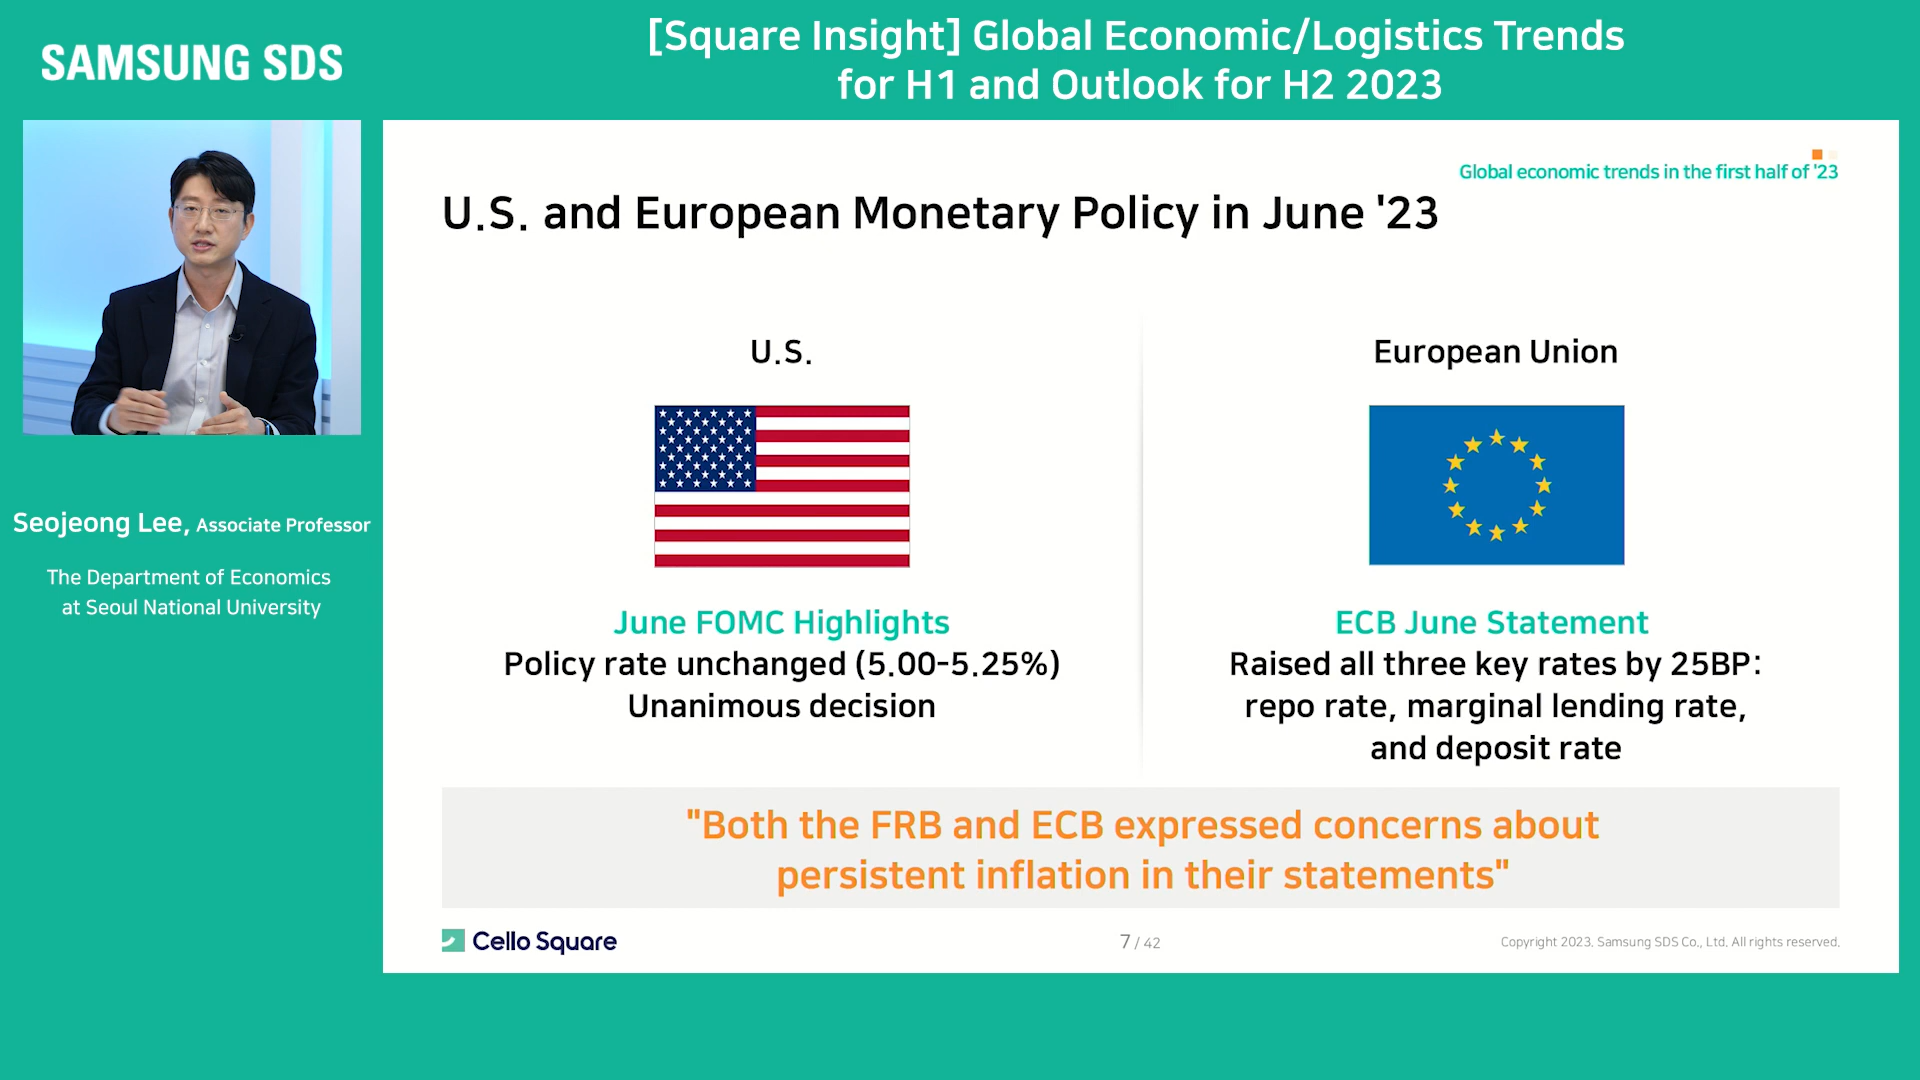 SAMSUNG SDS
[Square Insight] Global Economic/Logistics Trends
for H1 and Outlook for H2 2023
Seojeong Lee, Associate Professor
The Department of Economics
at Seoul National University
Global economic trends in the first half of '23
U.S. and European Monetary Policy in June '23
U.S.
June FOMC Highlights
Policy rate unchanged (5.00-5.25%)
Unanimous decision
European Union
ECB June Statement
Raised all three key rates by 25BP:
repo rate, marginal lending rate,
and deposit rate
"Both the FRB and ECB expressed concerns about
persistent inflation in their statements"
Cello Square
7 / 42
Copyright 2023. Samsung SDS Co., Ltd. All rights reserved.